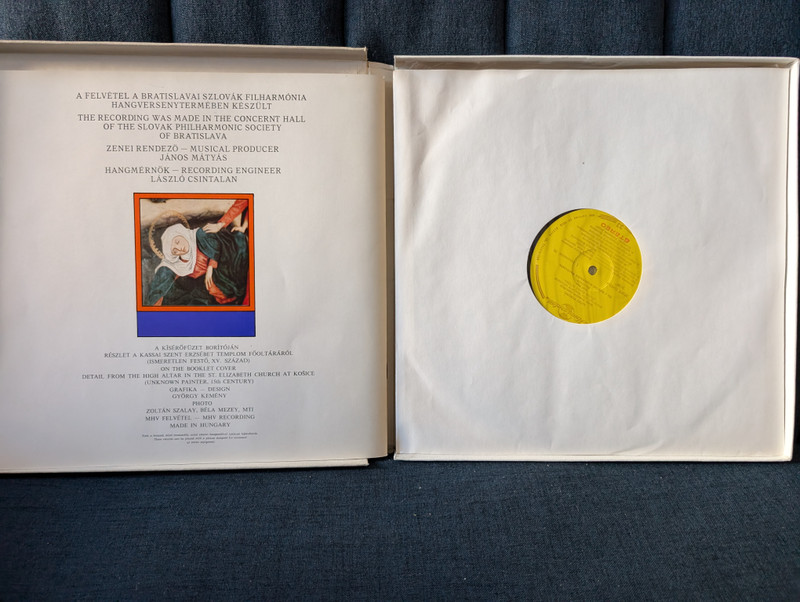 A FELVÉTEL A BRATISLAVAI SZLOVÁK FILHARMÓNIA
HANGVERSENYTERMÉBEN KÉSZÜLT
THE RECORDING WAS MADE IN THE CONCERNT HALL
OF THE SLOVAK PHILHARMONIC SOCIETY
OF BRATISLAVA
ZENEI RENDEZŐ — MUSICAL PRODUCER
JÁNOS MÁTYÁS
HANGMÉRNÖK — RECORDING ENGINEER
LÁSZLÓ CSINTALAN
A KÍSÉRŐFÜZET BORÍTÓJÁN
RÉSZLET A KASSAI SZENT ERZSÉBET TEMPLOM FŐOLTÁRÁRÓL
(ISMERETLEN FESTŐ, XV. SZÁZAD)
ON THE BOOKLET COVER
DETAIL FROM THE HIGH ALTAR IN THE ST. ELIZABETH CHURCH AT KOŠICE
(UNKNOWN PAINTER, 15th CENTURY)
GRAFIKA — DESIGN
GYÖRGY KEMÉNY
PHOTO
ZOLTÁN SZALAY, BÉLA MEZEY, MTI
MHV FELVÉTEL — MHV RECORDING
MADE IN HUNGARY